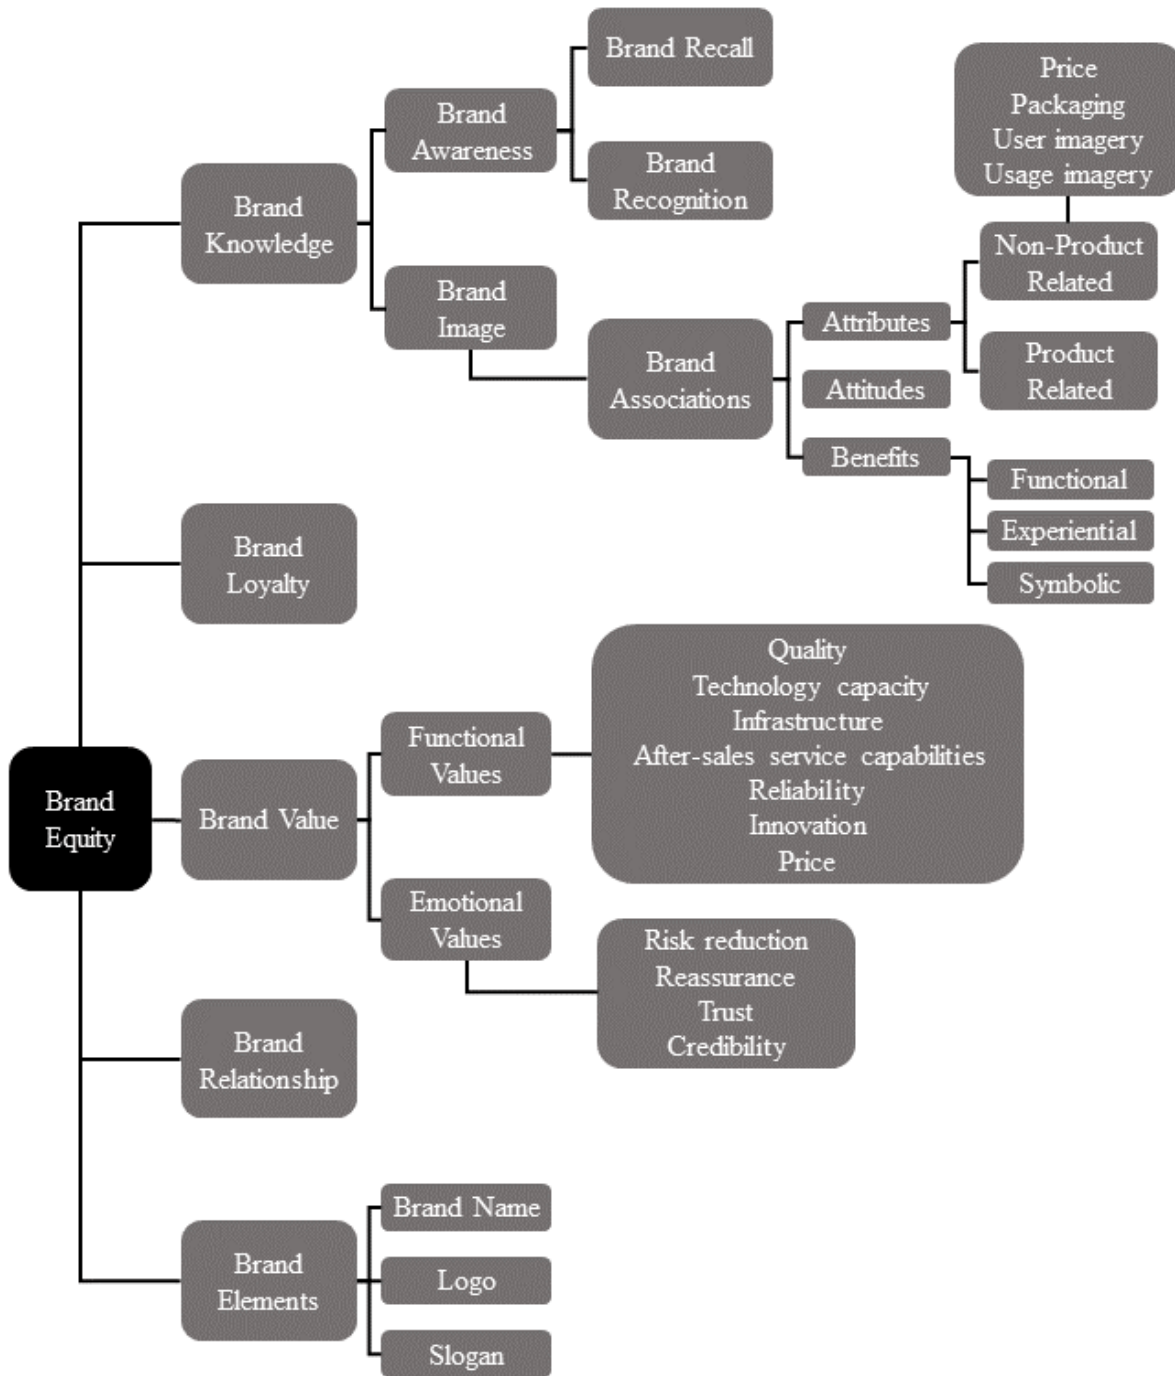 Brand Recall
Price
Packaging
User imagery
Usage imagery
Brand
Awareness
Brand
Recognition
Brand
Knowledge
Non-Product
Related
Brand
Image
Attributes
Brand
Associations
Product
Related
Attitudes
Benefits
Functional
Experiential
Symbolic
Brand
Loyalty
Quality
Technology capacity
Infrastructure
After-sales service capabilities
Reliability
Innovation
Price
Functional
Values
Brand
Equity
Brand Value
Emotional
Values
Risk reduction
Reassurance
Trust
Credibility
Brand
Relationship
Brand Name
Brand
Elements
Logo
Slogan